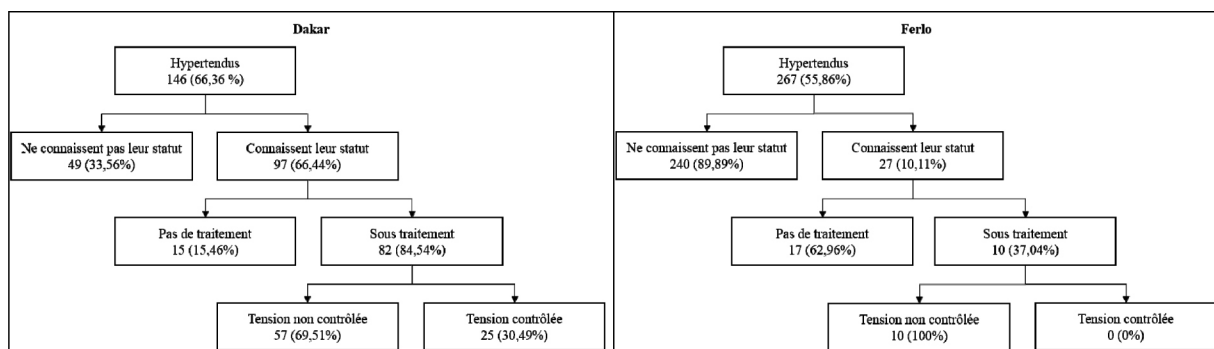 Dakar
Hypertendus
146 (66,36 %)
Ne connaissent pas leur statut
49 (33,56%)
Connaissent leur statut
97 (66,44%)
Pas de traitement
15 (15,46%)
Sous traitement
82 (84,54%)
Tension non contrôlée
57 (69,51%)
Tension contrôlée
25 (30,49%)
Ferlo
Hypertendus
267 (55,86%)
Ne connaissent pas leur statut
240 (89,89%)
Connaissent leur statut
27 (10,11%)
Pas de traitement
17 (62,96%)
Sous traitement
10 (37,04%)
Tension non contrôlée
10 (100%)
Tension contrôlée
0 (0%)